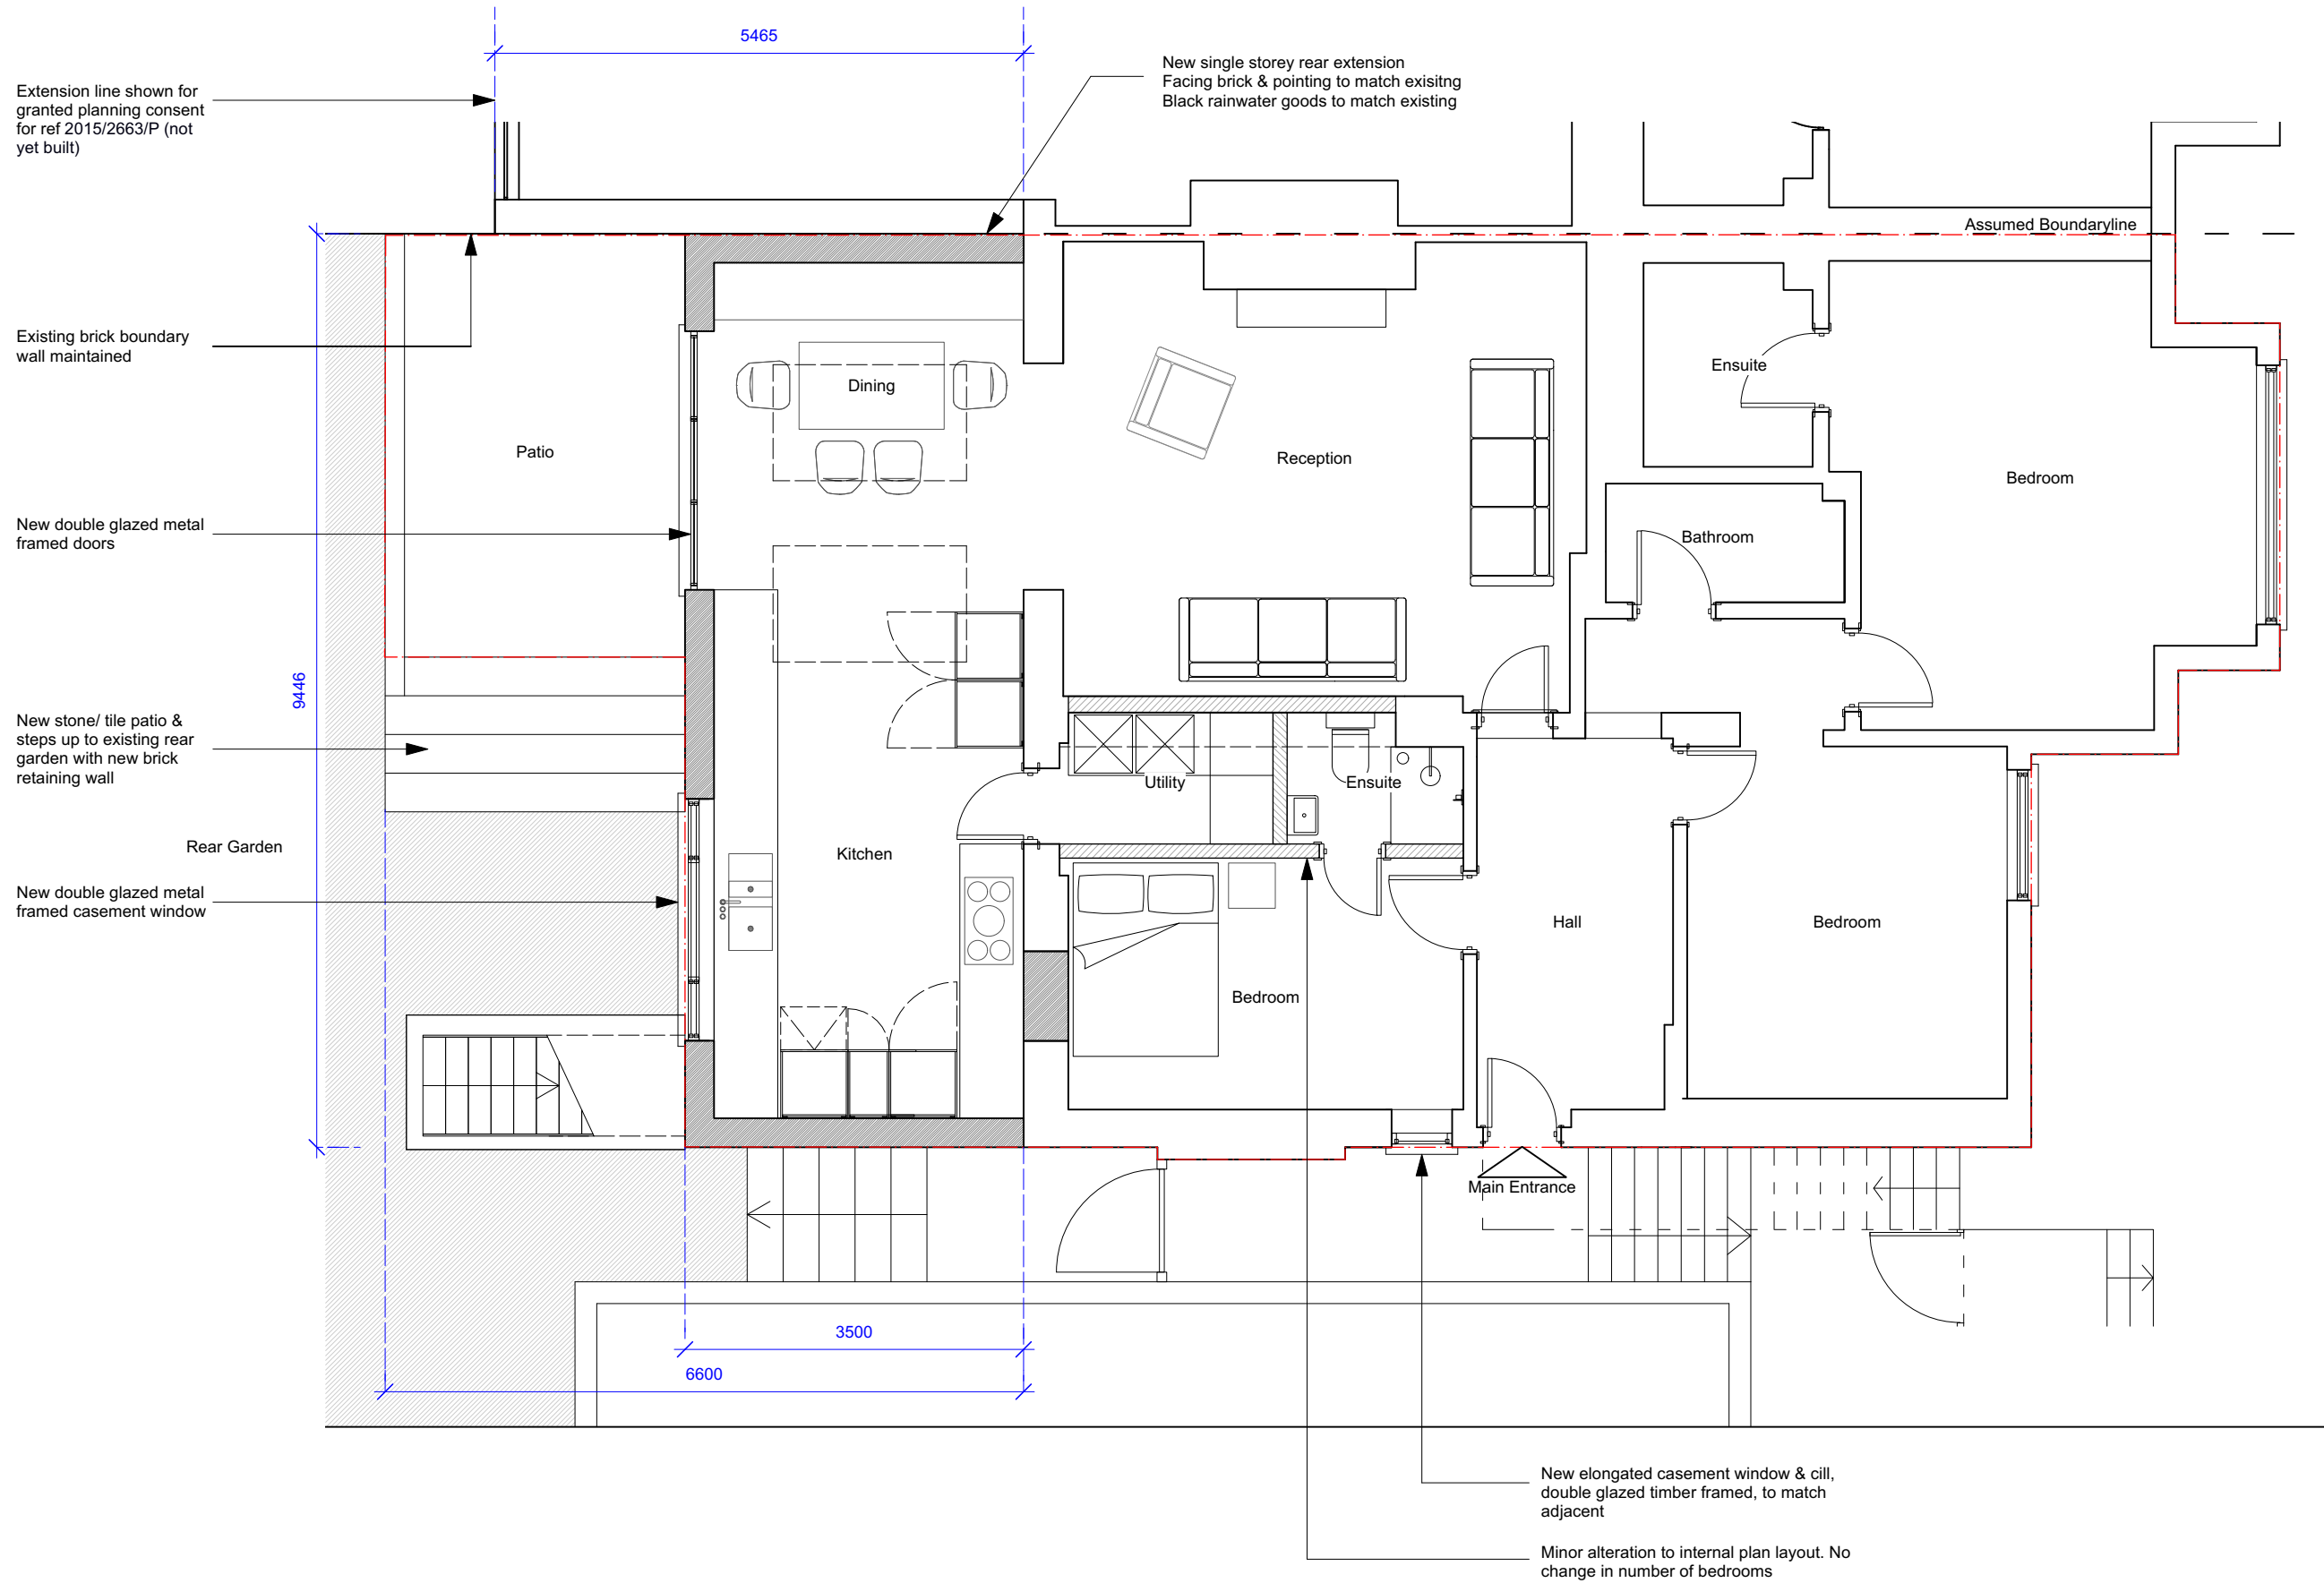 5465
New single storey rear extension
Facing brick & pointing to match exisitng
Black rainwater goods to match existing
Extension line shown for
granted planning consent
for ref 2015/2663/P (not
yet built)
Assumed Boundaryline
Existing brick boundary
wall maintained
Dining
Ensuite
Patio
Reception
Bedroom
New double glazed metal
framed doors
Bathroom
9446
New stone/ tile patio &
steps up to existing rear
garden with new brick
retaining wall
Utility
Ensuite
Rear Garden
Kitchen
New double glazed metal
framed casement window
Hall
Bedroom
Bedroom
Main Entrance
3500
6600
New elongated casement window & cill,
double glazed timber framed, to match
adjacent
Minor alteration to internal plan layout. No
change in number of bedrooms